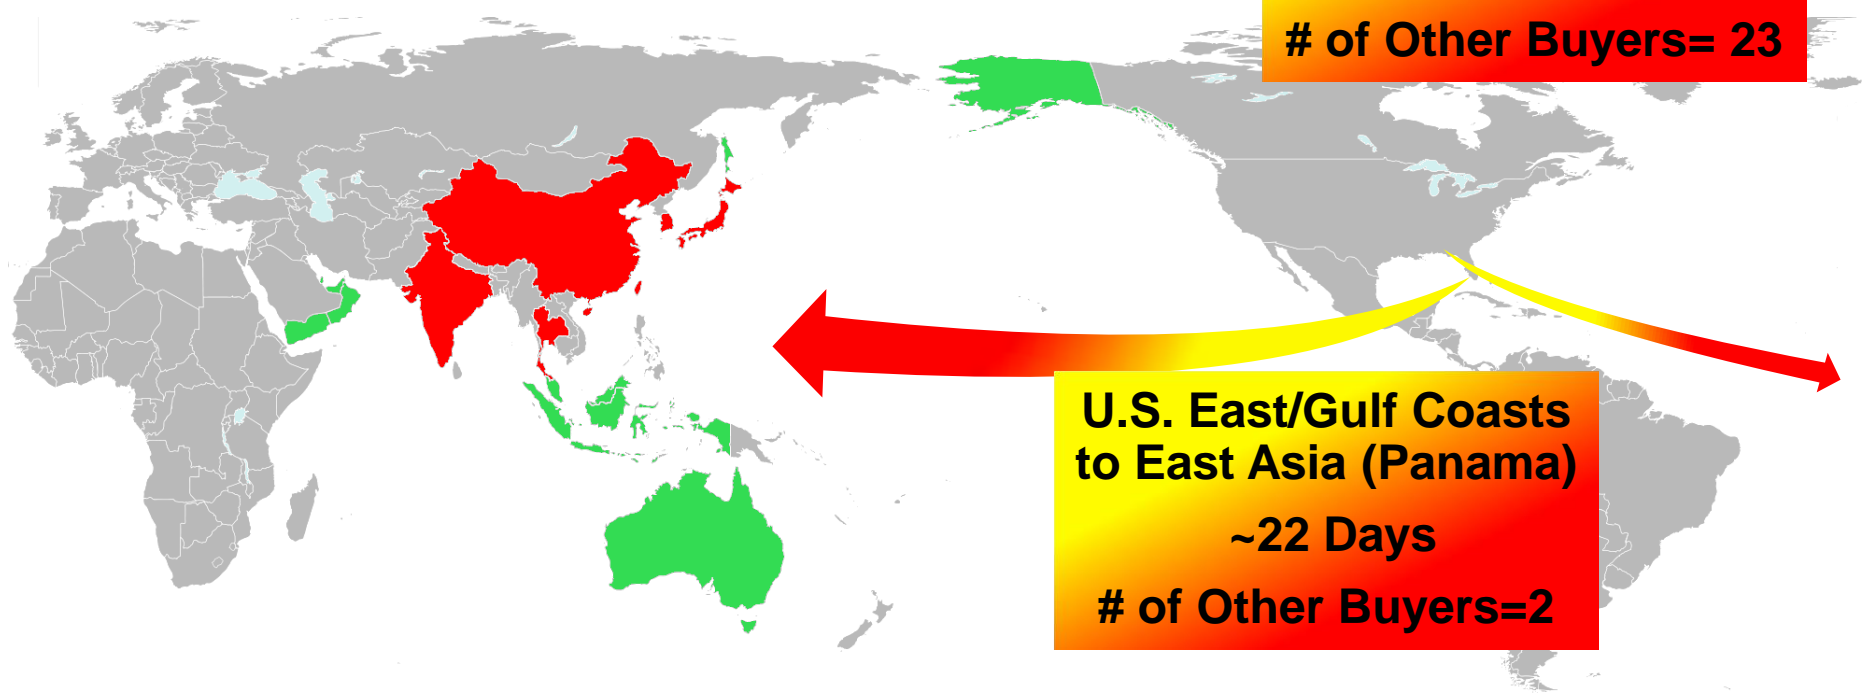 # of Other Buyers= 23
U.S. East/Gulf Coasts
to East Asia (Panama)
~22 Days
# of Other Buyers=2